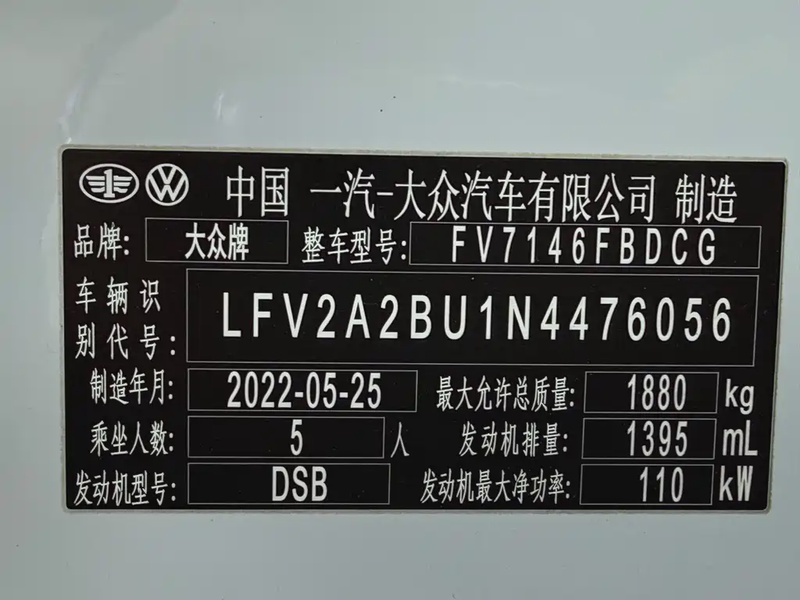 中国 一汽-大众汽车有限公司 制造
品牌: 大众牌 整车型号: FV7146FBDCG
车辆识别代号: LFV2A2BU1N4476056
制造年月: 2022-05-25 最大允许总质量: 1880 kg
乘坐人数: 5 人 发动机排量: 1395 mL
发动机型号: DSB 发动机最大净功率: 110 kW